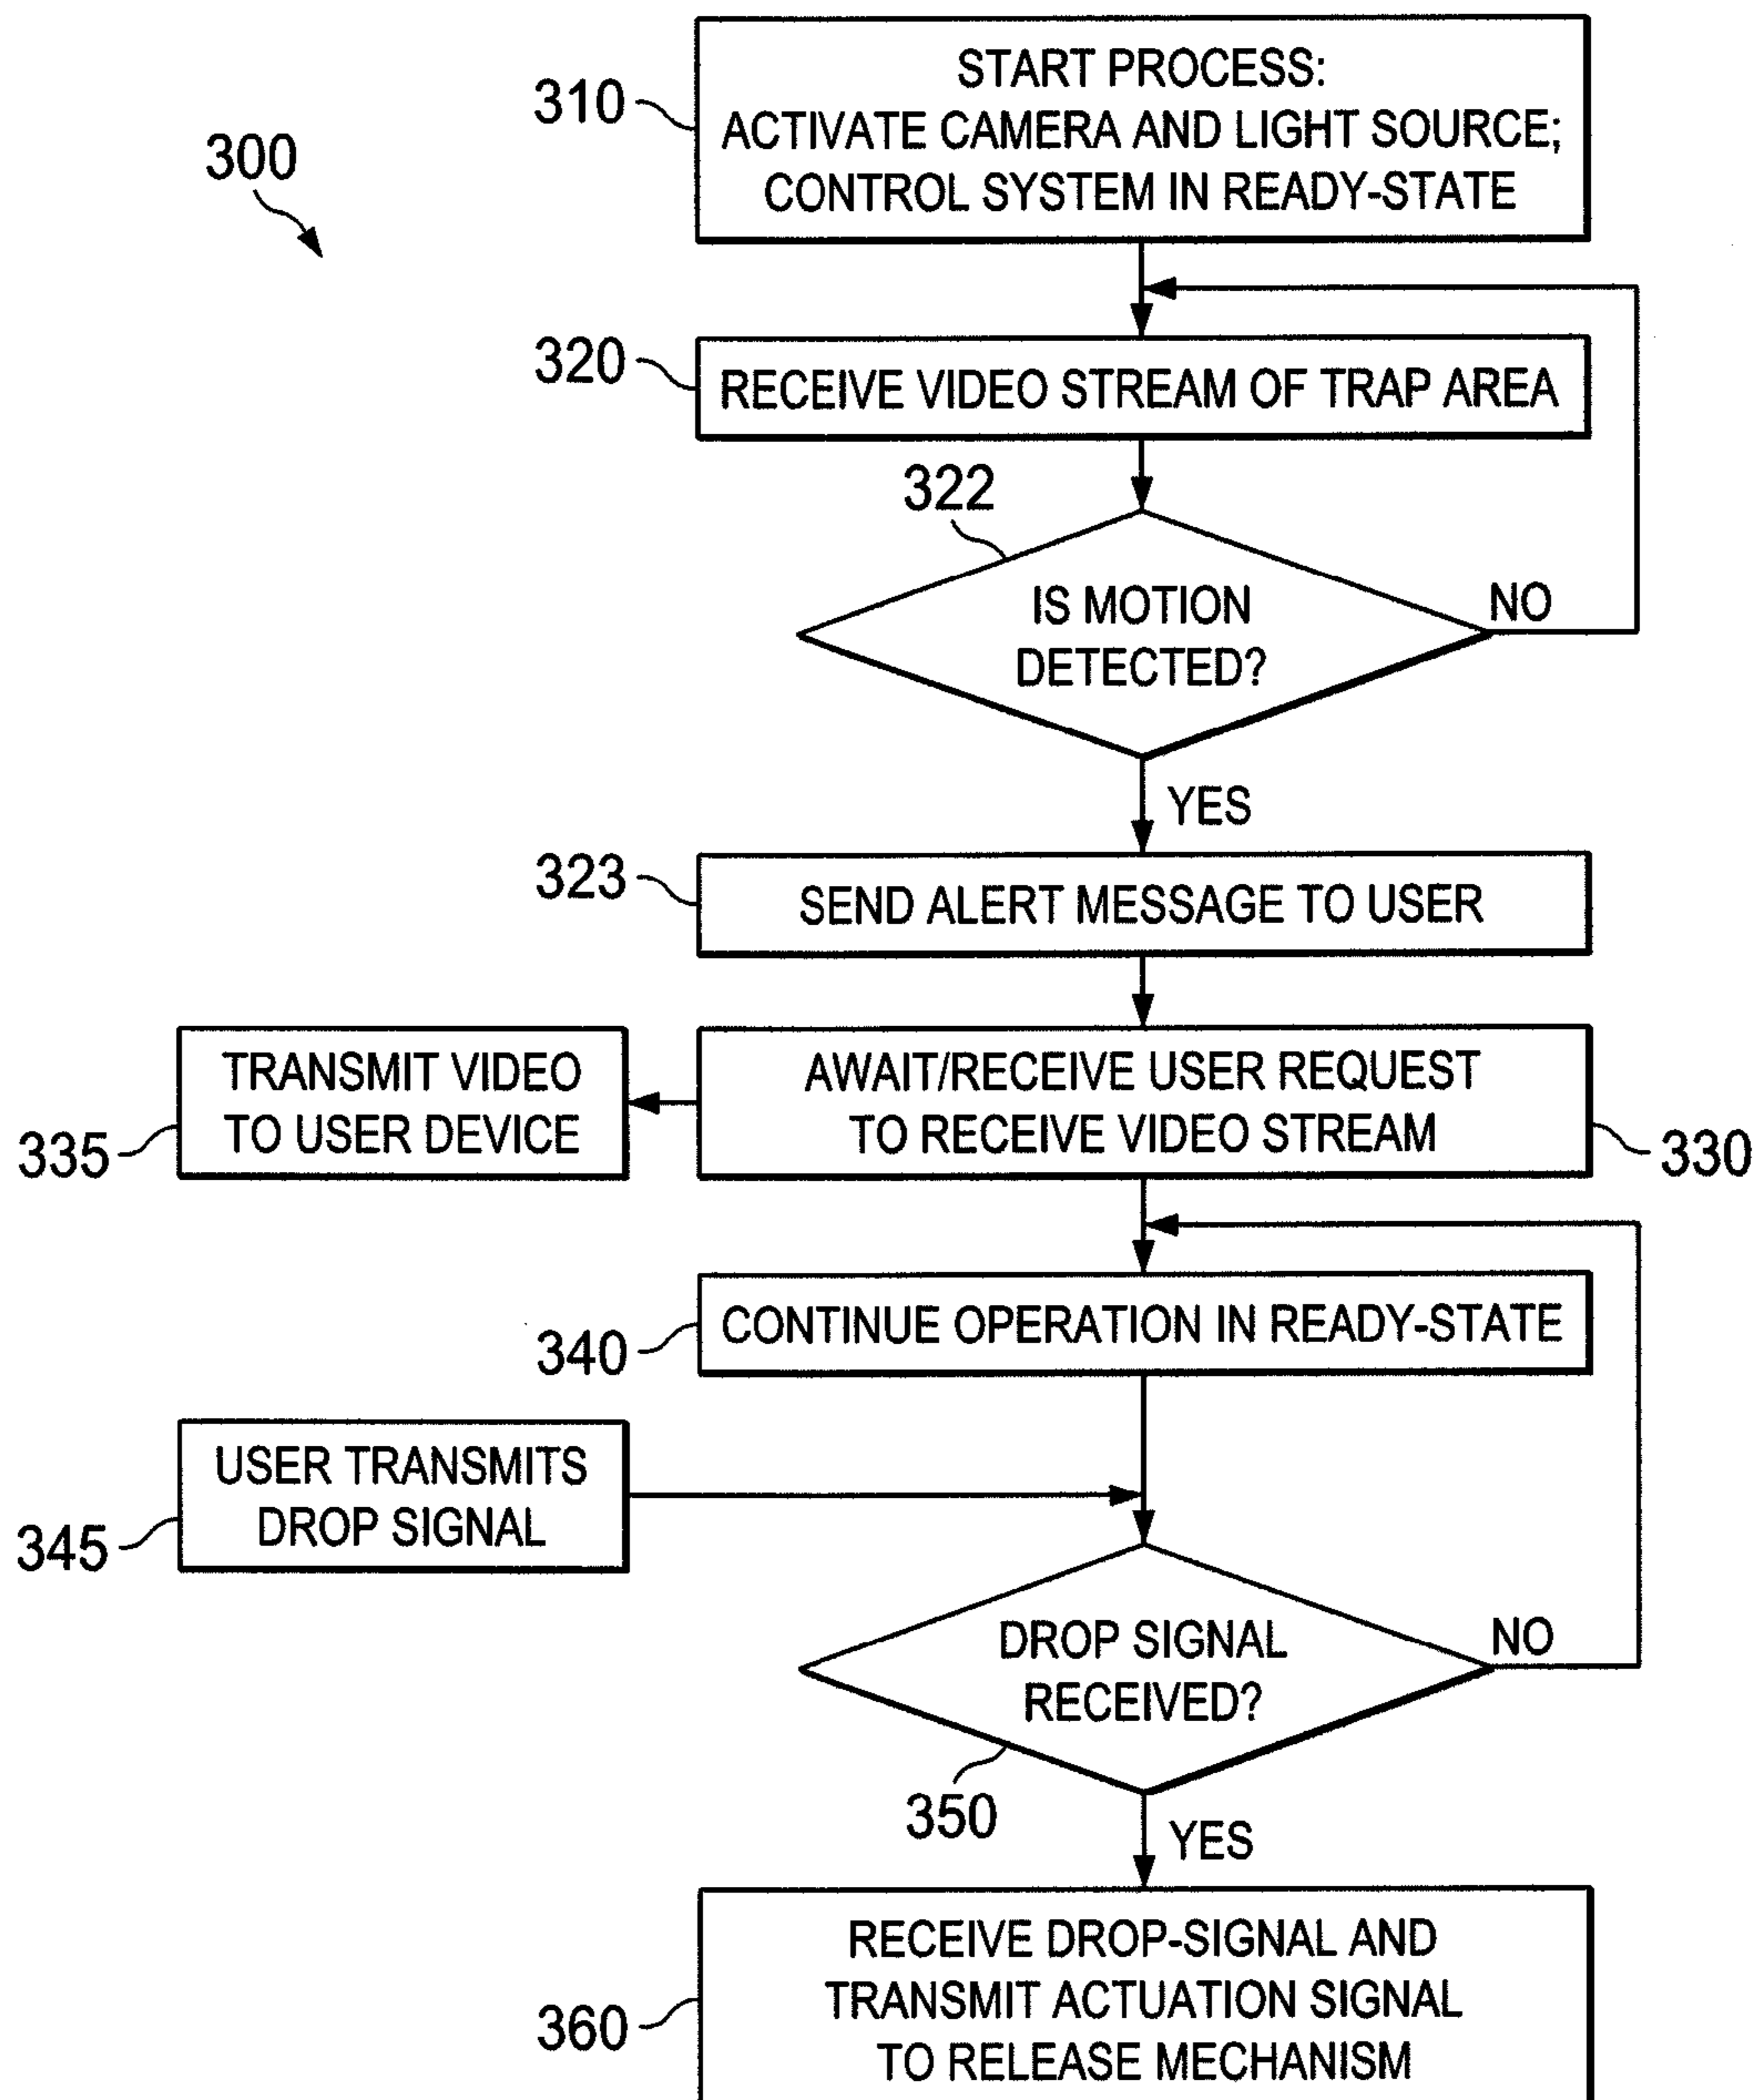 310
START PROCESS:
ACTIVATE CAMERA AND LIGHT SOURCE;
CONTROL SYSTEM IN READY-STATE
300
320
RECEIVE VIDEO STREAM OF TRAP AREA
322
IS MOTION
DETECTED?
NO
YES
323
SEND ALERT MESSAGE TO USER
TRANSMIT VIDEO
TO USER DEVICE
335
AWAIT/RECEIVE USER REQUEST
TO RECEIVE VIDEO STREAM
330
340
CONTINUE OPERATION IN READY-STATE
USER TRANSMITS
DROP SIGNAL
345
DROP SIGNAL
RECEIVED?
NO
350
YES
360
RECEIVE DROP-SIGNAL AND
TRANSMIT ACTUATION SIGNAL
TO RELEASE MECHANISM